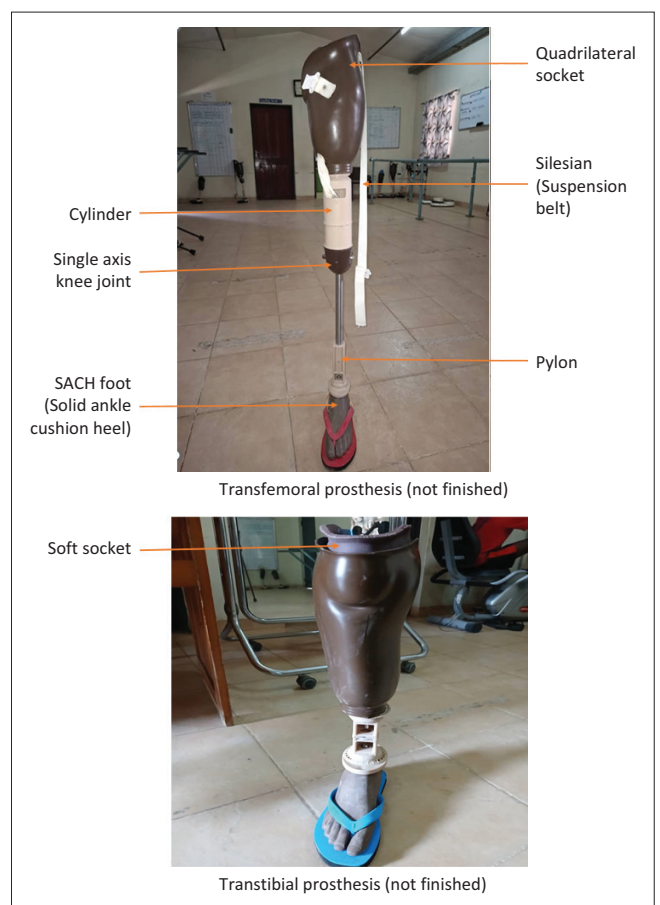 Quadrilateral
socket
Silesian
(Suspension
belt)
Cylinder
Single axis
knee joint
Pylon
SACH foot
(Solid ankle
cushion heel)
Transfemoral prosthesis (not finished)
Soft socket
Transtibial prosthesis (not finished)